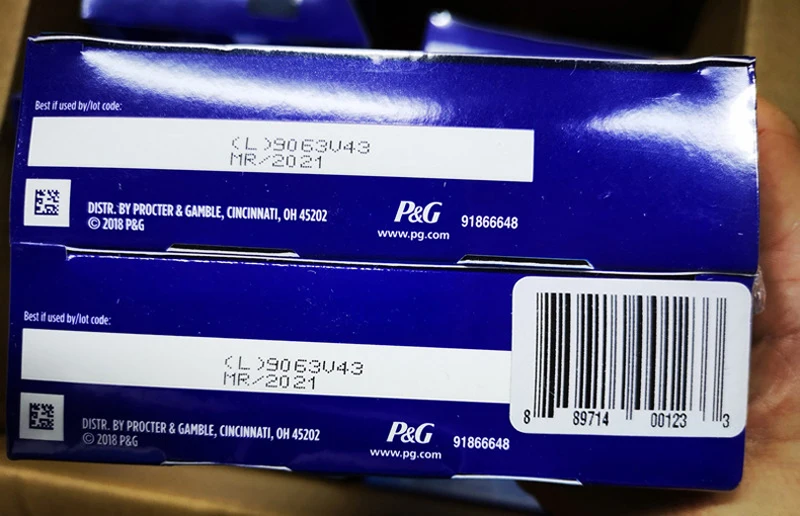 Best if used by/lot code:
(L)9063V43
MR/2021
DISTR. BY PROCTER & GAMBLE, CINCINNATI, OH 45202
© 2018 P&G
P&G
www.pg.com
91866648
Best if used by/lot code:
(L)9063V43
MR/2021
DISTR. BY PROCTER & GAMBLE, CINCINNATI, OH 45202
© 2018 P&G
P&G
www.pg.com
91866648
8 89714 00123 3